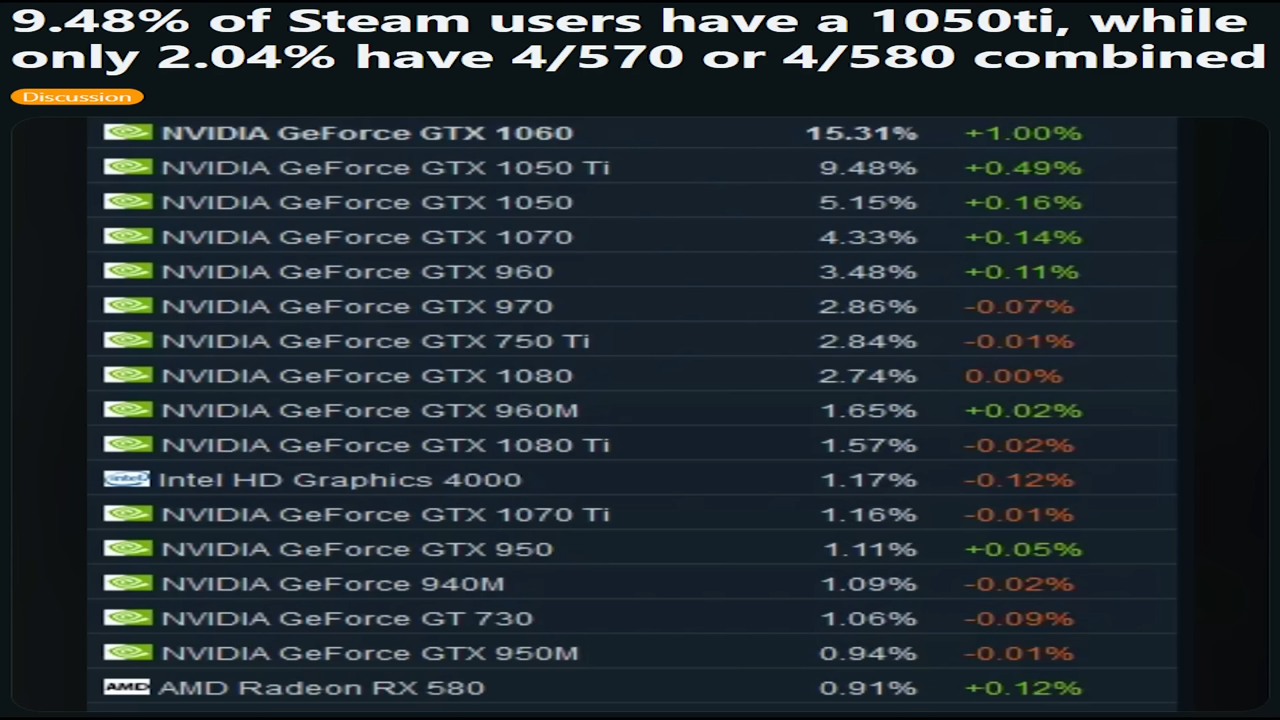 9.48% of Steam users have a 1050ti, while
only 2.04% have 4/570 or 4/580 combined
Discussion
NVIDIA GeForce GTX 1060 15.31% +1.00%
NVIDIA GeForce GTX 1050 Ti 9.48% +0.49%
NVIDIA GeForce GTX 1050 5.15% +0.16%
NVIDIA GeForce GTX 1070 4.33% +0.14%
NVIDIA GeForce GTX 960 3.48% +0.11%
NVIDIA GeForce GTX 970 2.86% -0.07%
NVIDIA GeForce GTX 750 Ti 2.84% -0.01%
NVIDIA GeForce GTX 1080 2.74% 0.00%
NVIDIA GeForce GTX 960M 1.65% +0.02%
NVIDIA GeForce GTX 1080 Ti 1.57% -0.02%
intel Intel HD Graphics 4000 1.17% -0.12%
NVIDIA GeForce GTX 1070 Ti 1.16% -0.01%
NVIDIA GeForce GTX 950 1.11% +0.05%
NVIDIA GeForce 940M 1.09% -0.02%
NVIDIA GeForce GT 730 1.06% -0.09%
NVIDIA GeForce GTX 950M 0.94% -0.01%
AMD AMD Radeon RX 580 0.91% +0.12%